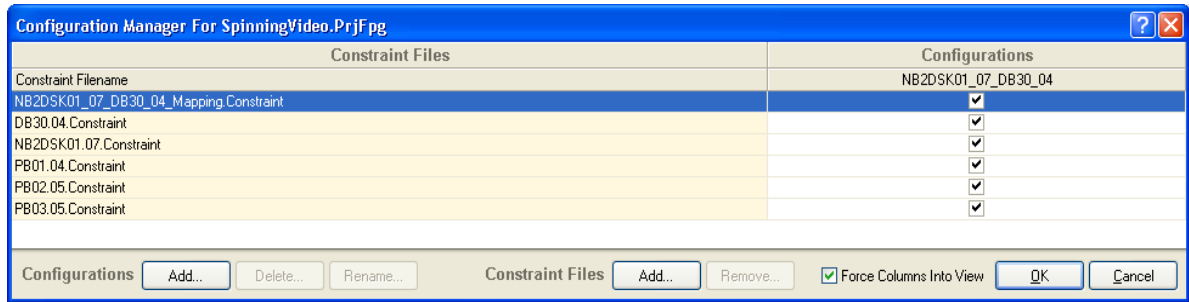 Configuration Manager For SpinningVideo.PrjFpg
Constraint Files Configurations
Constraint Filename NB2DSK01_07_DB30_04
NB2DSK01_07_DB30_04_Mapping.Constraint
DB30.04.Constraint
NB2DSK01.07.Constraint
PB01.04.Constraint
PB02.05.Constraint
PB03.05.Constraint
Configurations Add... Delete... Rename... Constraint Files Add... Remove... Force Columns Into View OK Cancel